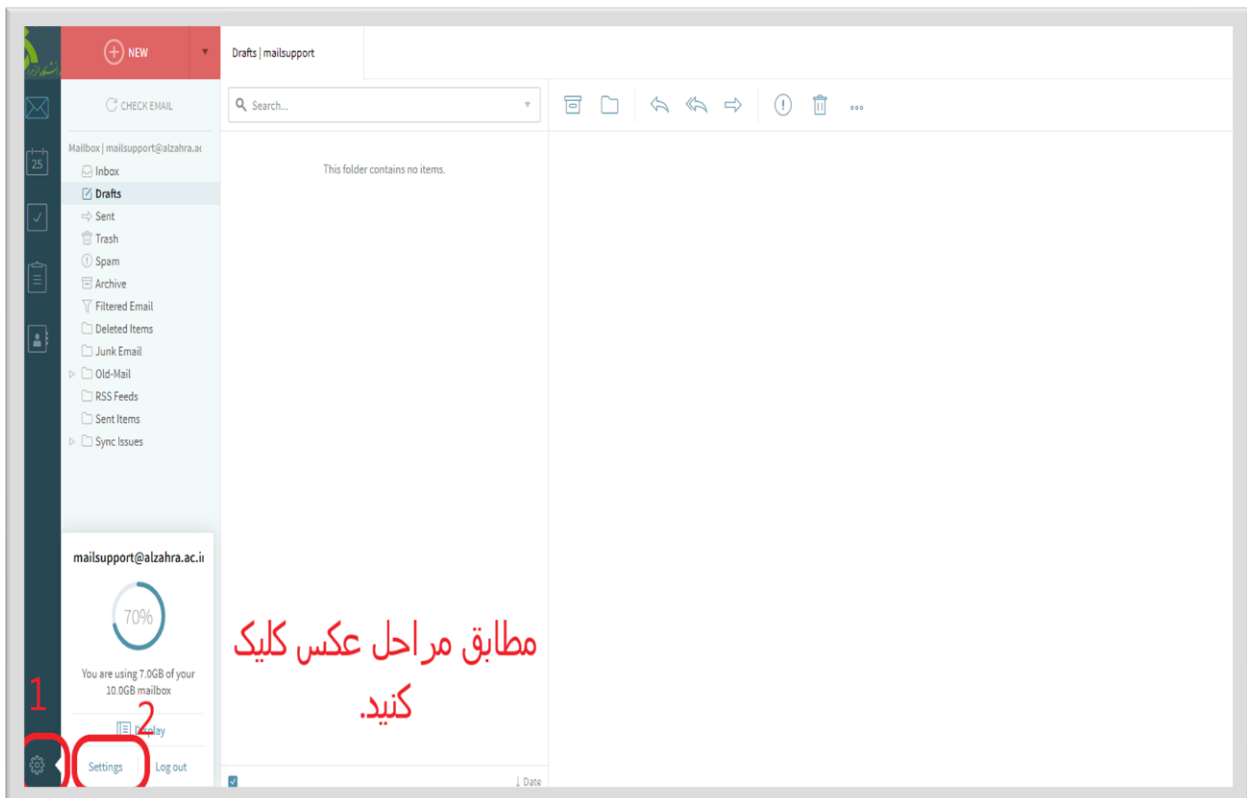 NEW
Drafts | mailsupport
CHECK EMAIL
Search...
Mailbox | mailsupport@alzahra.ac
25
Inbox
This folder contains no items.
Drafts
Sent
Trash
Spam
Archive
Filtered Email
Deleted Items
Junk Email
Old-Mail
RSS Feeds
Sent Items
Sync Issues
mailsupport@alzahra.ac.ir
70%
You are using 7.0GB of your
10.0GB mailbox
مطابق مراحل عکس کلیک
کنید.
1
2
Display
Settings
Log out
↓ Date